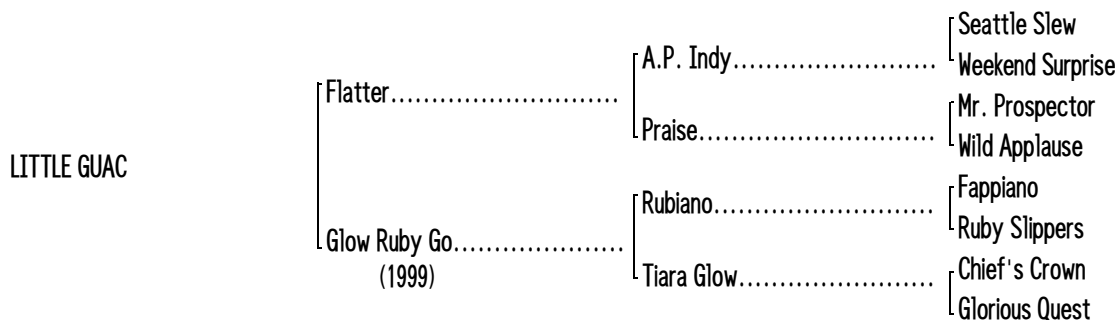 Seattle Slew
A.P. Indy........................
Weekend Surprise
Flatter............................
Mr. Prospector
Praise.............................
Wild Applause
LITTLE GUAC
Fappiano
Rubiano...........................
Ruby Slippers
Glow Ruby Go.....................
(1999)
Chief's Crown
Tiara Glow........................
Glorious Quest